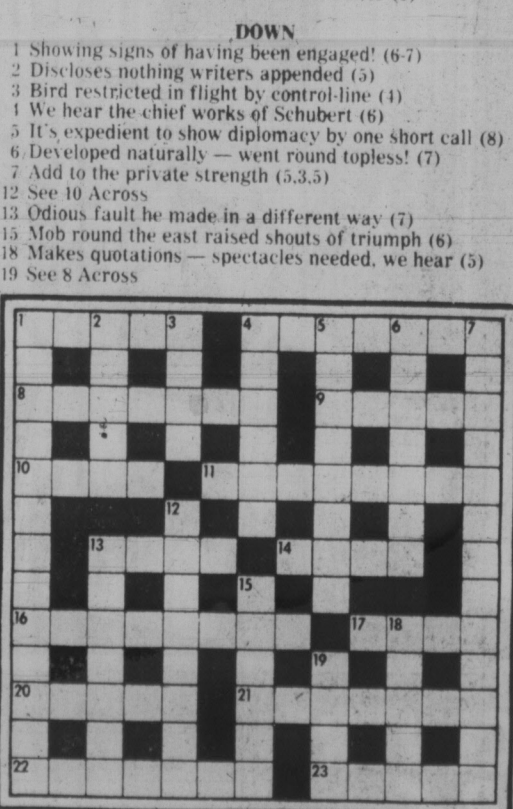 DOWN
1 Showing signs of having been engaged! (6-7)
2 Discloses nothing writers appended (5)
3 Bird restricted in flight by control-line (4)
4 We hear the chief works of Schubert (6)
5 It's expedient to show diplomacy by one short call (8)
6 Developed naturally — went round topless! (7)
7 Add to the private strength (5,3,5)
12 See 10 Across
13 Odious fault he made in a different way (7)
15 Mob round the east raised shouts of triumph (6)
18 Makes quotations — spectacles needed, we hear (5)
19 See 8 Across
1 2 3 4 5 6 7
8 9
10 11
12
13 14
15
16 17 18
19
20 21
22 23